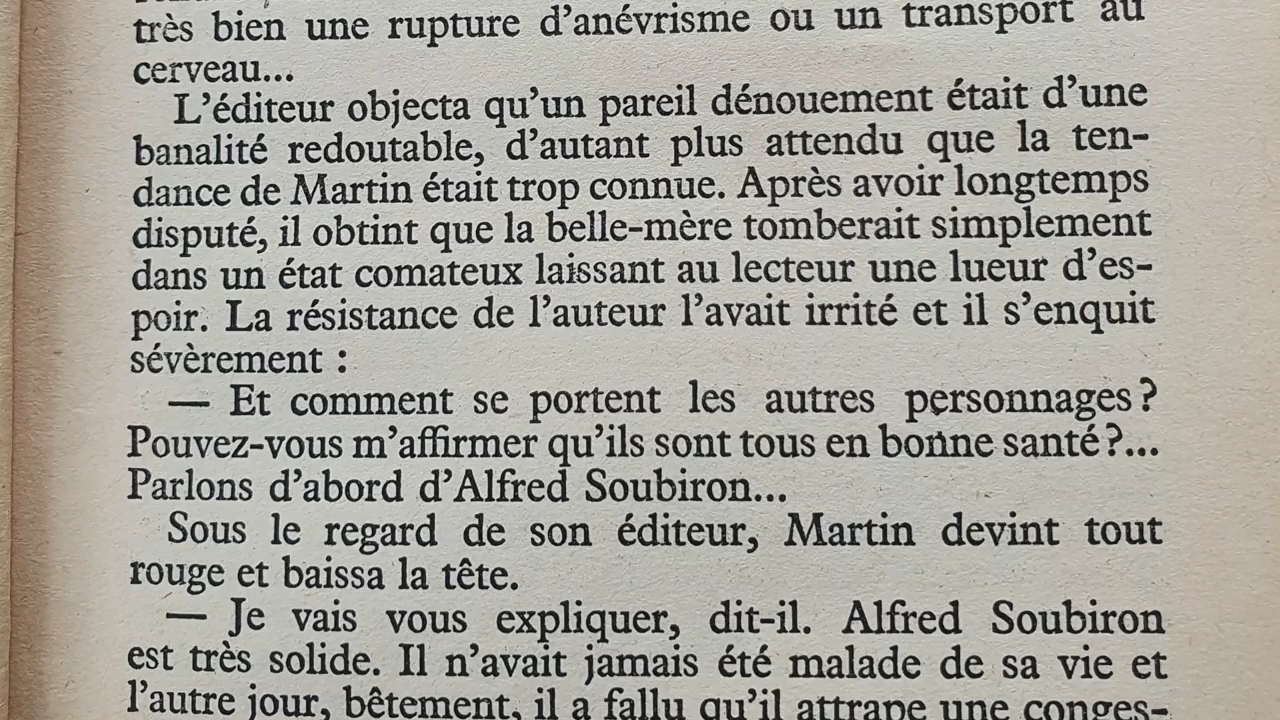 très bien une rupture d'anévrisme ou un transport au
cerveau...
L'éditeur objecta qu'un pareil dénouement était d'une
banalité redoutable, d'autant plus attendu que la ten-
dance de Martin était trop connue. Après avoir longtemps
disputé, il obtint que la belle-mère tomberait simplement
dans un état comateux laissant au lecteur une lueur d'es-
poir. La résistance de l'auteur l'avait irrité et il s'enquit
sévèrement :
— Et comment se portent les autres personnages ?
Pouvez-vous m'affirmer qu'ils sont tous en bonne santé ?...
Parlons d'abord d'Alfred Soubiron...
Sous le regard de son éditeur, Martin devint tout
rouge et baissa la tête.
— Je vais vous expliquer, dit-il. Alfred Soubiron
est très solide. Il n'avait jamais été malade de sa vie et
l'autre jour, bêtement, il a fallu qu'il attrape une conges-